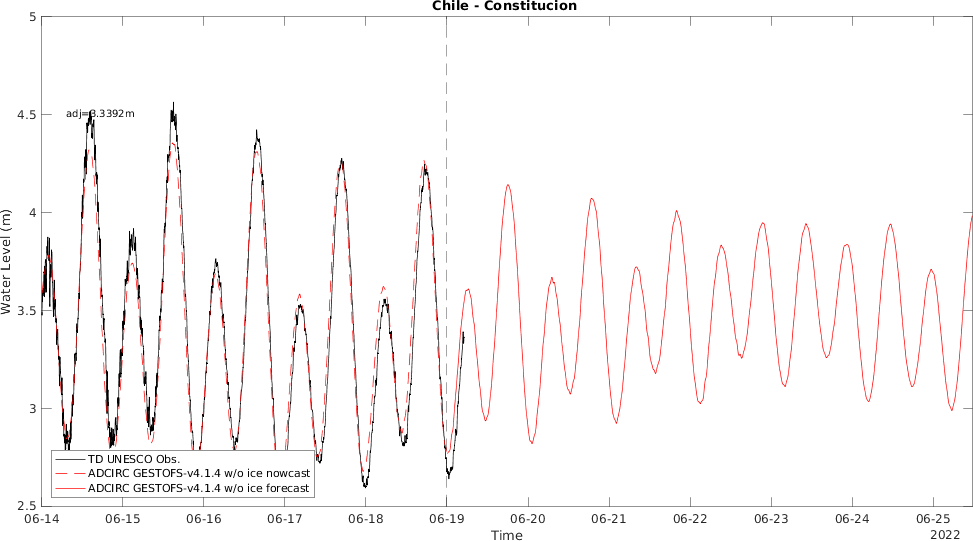 Chile - Constitucion
5
adj=3.3392m
4.5
4
3.5
3
2.5
Water Level (m)
TD UNESCO Obs.
ADCIRC GESTOFS-v4.1.4 w/o ice nowcast
ADCIRC GESTOFS-v4.1.4 w/o ice forecast
06-14 06-15 06-16 06-17 06-18 06-19 06-20 06-21 06-22 06-23 06-24 06-25
2022
Time